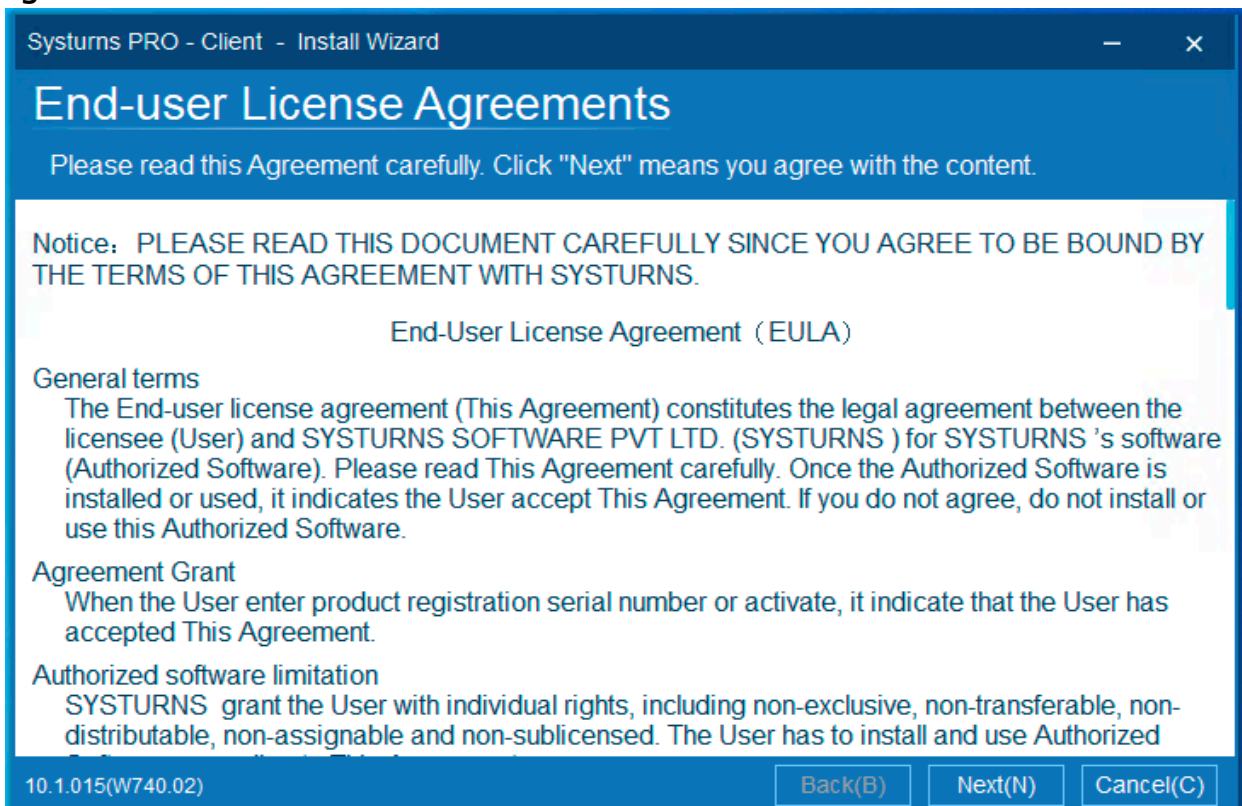 Systurns PRO - Client - Install Wizard
End-user License Agreements
Please read this Agreement carefully. Click "Next" means you agree with the content.
Notice：PLEASE READ THIS DOCUMENT CAREFULLY SINCE YOU AGREE TO BE BOUND BY
THE TERMS OF THIS AGREEMENT WITH SYSTURNS.
End-User License Agreement（EULA）
General terms
The End-user license agreement (This Agreement) constitutes the legal agreement between the
licensee (User) and SYSTURNS SOFTWARE PVT LTD. (SYSTURNS ) for SYSTURNS 's software
(Authorized Software). Please read This Agreement carefully. Once the Authorized Software is
installed or used, it indicates the User accept This Agreement. If you do not agree, do not install or
use this Authorized Software.
Agreement Grant
When the User enter product registration serial number or activate, it indicate that the User has
accepted This Agreement.
Authorized software limitation
SYSTURNS grant the User with individual rights, including non-exclusive, non-transferable, non-
distributable, non-assignable and non-sublicensed. The User has to install and use Authorized
10.1.015(W740.02)
Back(B)
Next(N)
Cancel(C)